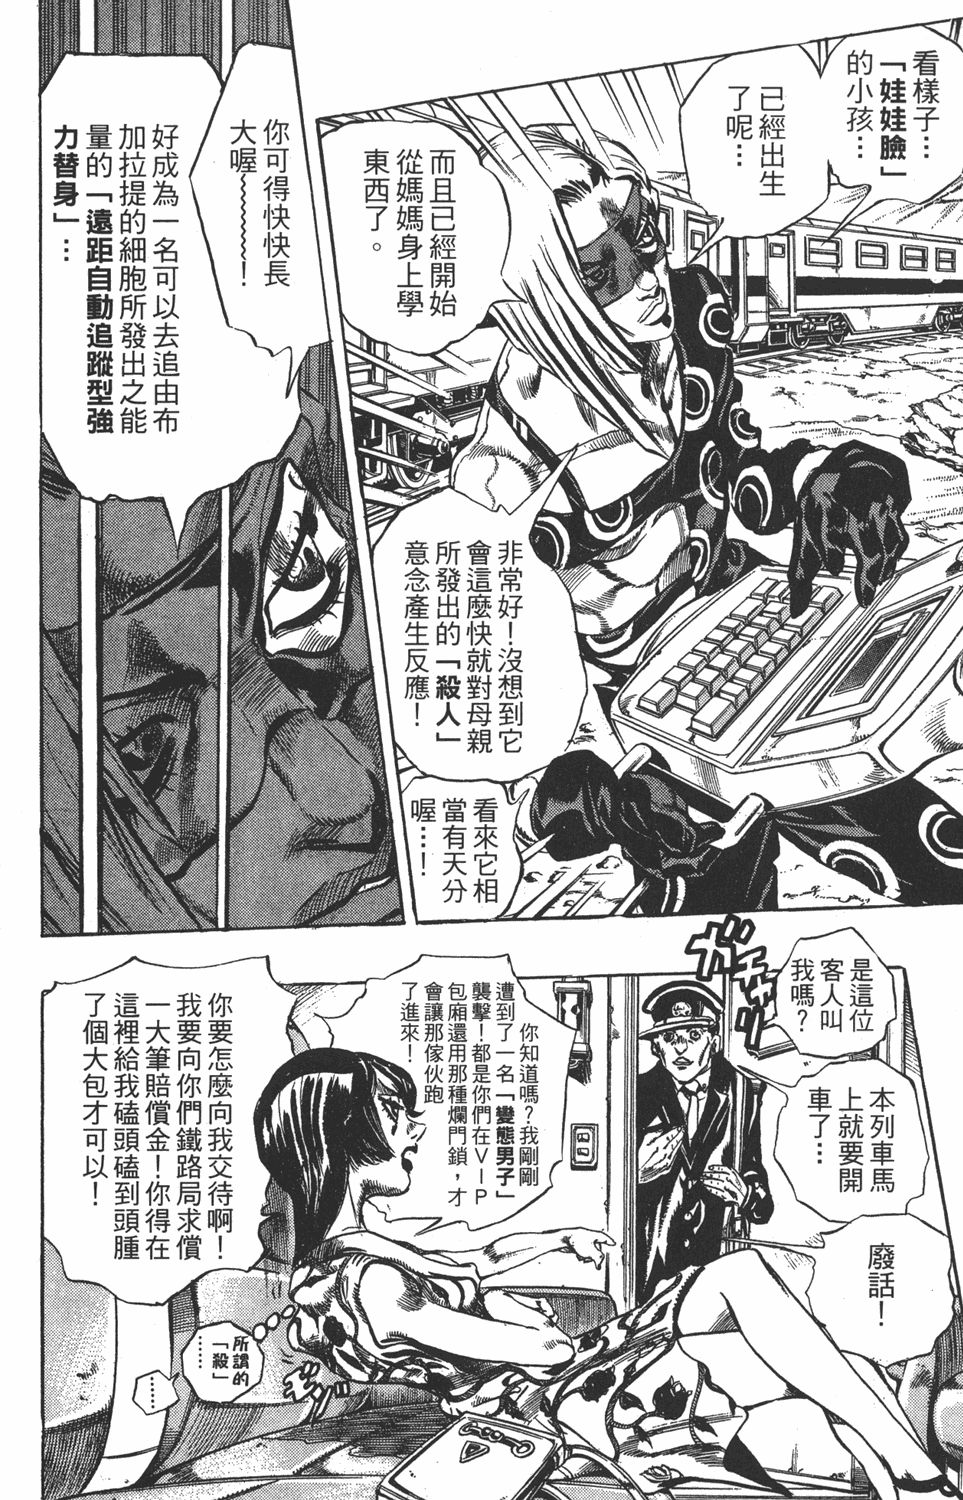 看樣子…
「娃娃臉」
的小孩…
已經出生
了呢…
而且已經開始
從媽媽身上學
東西了。
非常好！沒想到它
會這麼快就對母親
所發出的「殺人」
意念產生反應！
看來它相
當有天分
喔…！
你可得快快長
大喔~~~！
好成為一名可以去追由布
加拉提的細胞所發出之能
量的「遠距自動追蹤型強
力替身」…
ガチャッ
是這位
客人叫
我嗎？
本列車馬
上就要開
車了…
廢話！
你知道嗎？我剛剛
遭到了一名「變態男子」
襲擊！都是你們在VIP
包廂還用那種爛門鎖，才
會讓那傢伙跑
了進來！
你要怎麼向我交待啊！
我要向你們鐵路局求償
一大筆賠償金！你得在
這裡給我磕頭磕到頭腫
了個大包才可以！
所謂的
「殺」
……
……